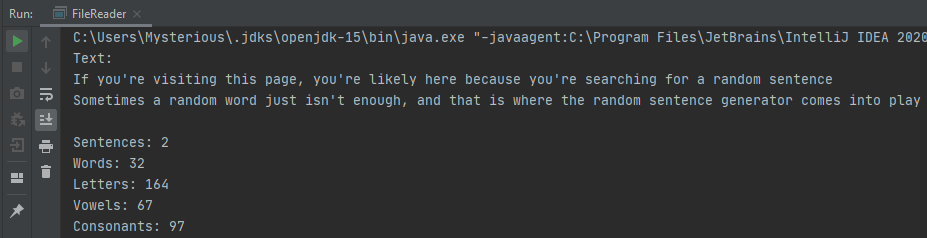 Run: FileReader
C:\Users\Mysterious\.jdks\openjdk-15\bin\java.exe "-javaagent:C:\Program Files\JetBrains\IntelliJ IDEA 2020
Text:
If you're visiting this page, you're likely here because you're searching for a random sentence
Sometimes a random word just isn't enough, and that is where the random sentence generator comes into play
Sentences: 2
Words: 32
Letters: 164
Vowels: 67
Consonants: 97